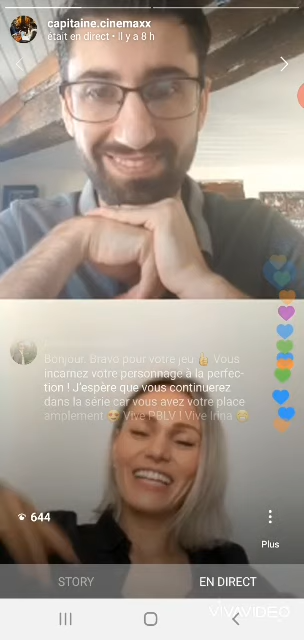 capitaine.cinemaxx
était en direct • Il y a 8 h
Bonjour. Bravo pour votre jeu 👍 Vous
incarnez votre personnage à la perfec-
tion ! J'espère que vous continuerez
dans la série car vous avez votre place
amplement 😍 Vive PBLV ! Vive Irina 😍
644
Plus
STORY
EN DIRECT
VIVAVIDEO